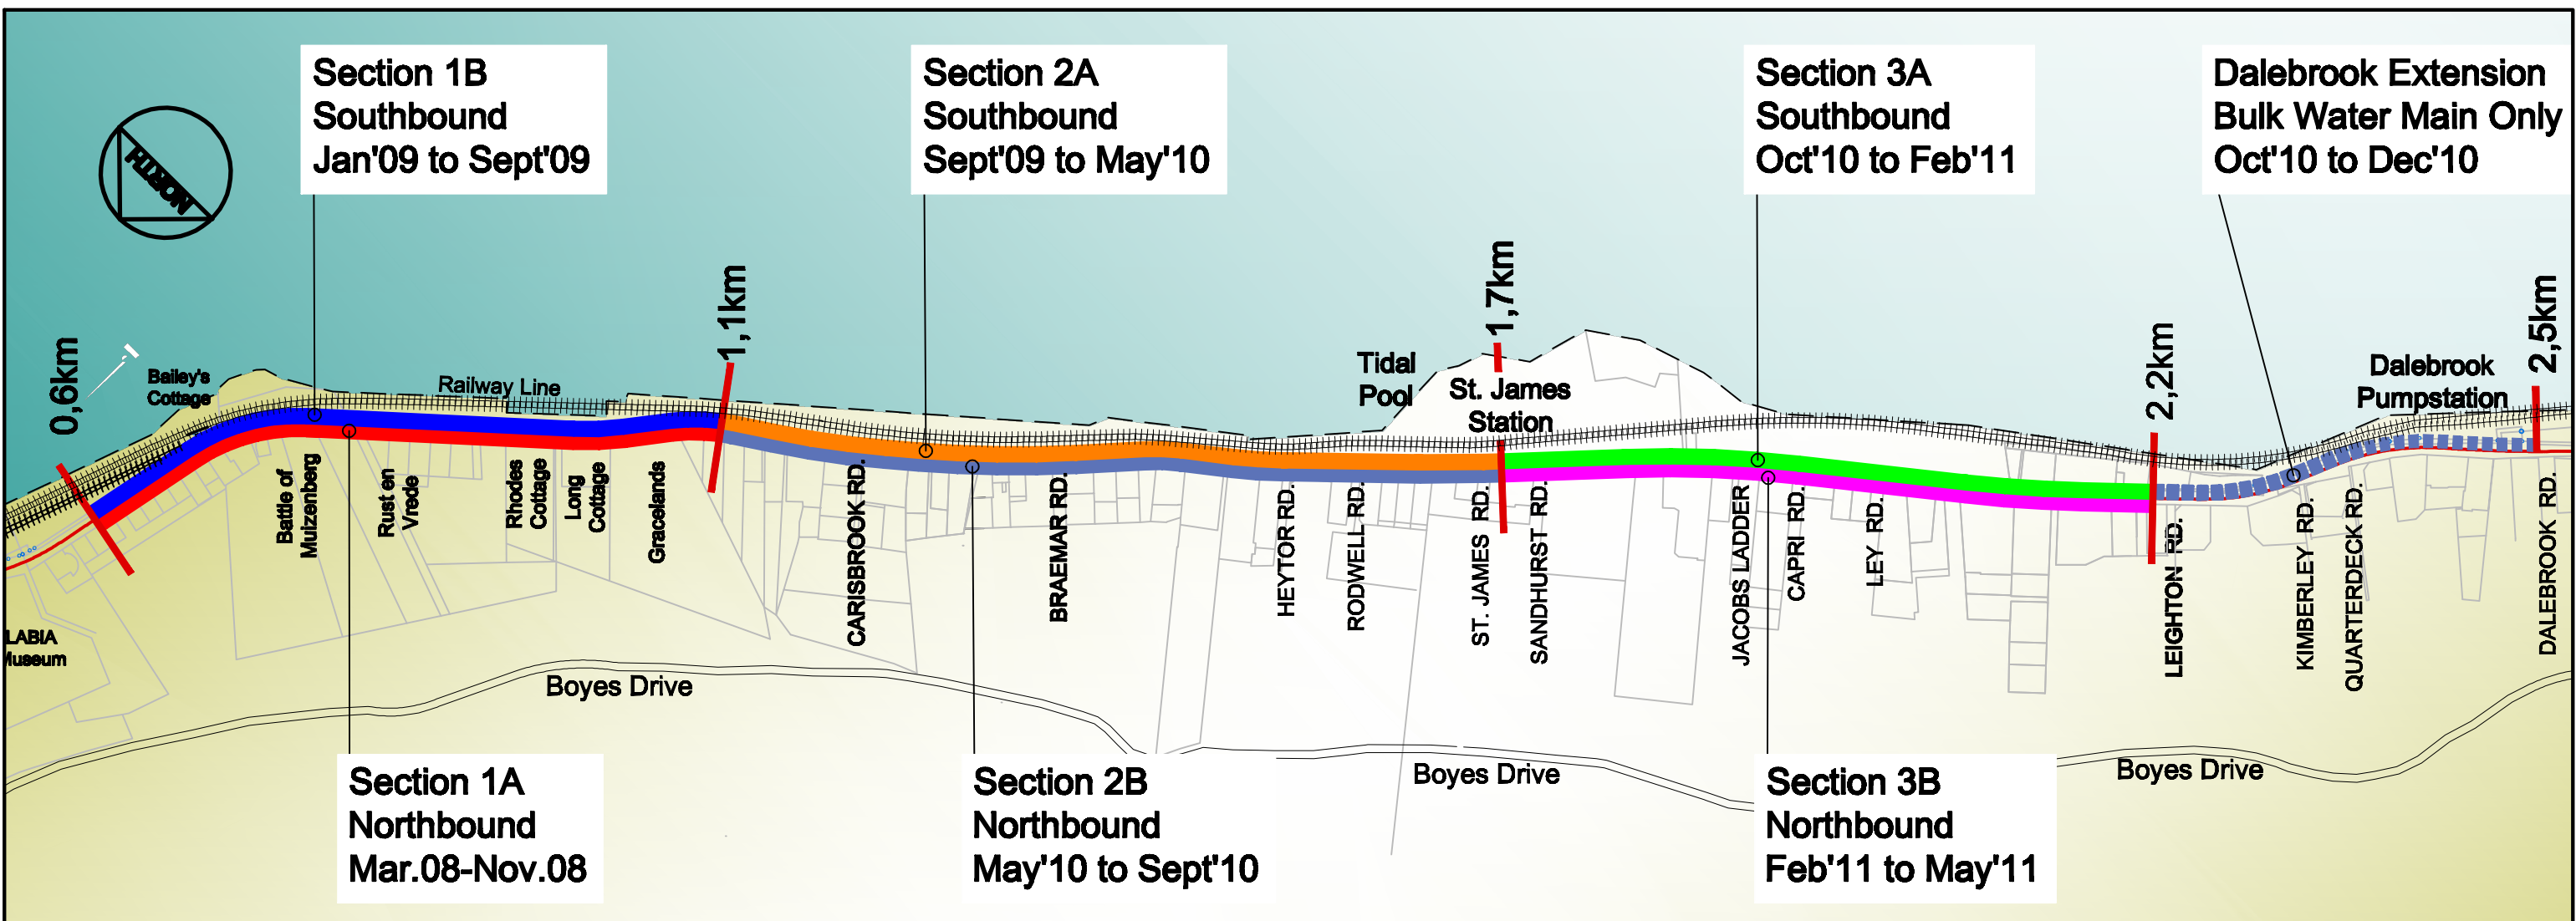 Section 1B
Southbound
Jan'09 to Sept'09
Section 2A
Southbound
Sept'09 to May'10
Section 3A
Southbound
Oct'10 to Feb'11
Dalebrook Extension
Bulk Water Main Only
Oct'10 to Dec'10
NORTH
0,6km
Bailey's
Cottage
Railway Line
1,1km
Tidal
Pool
1,7km
St. James
Station
2,2km
Dalebrook
Pumpstation
2,5km
Battle of
Muizenberg
Rust en
Vrede
Rhodes
Cottage
Long
Cottage
Gracelands
CARISBROOK RD.
BRAEMAR RD.
HEYTOR RD.
RODWELL RD.
ST. JAMES RD.
SANDHURST RD.
JACOBS LADDER
CAPRI RD.
LEY RD.
LEIGHTON RD.
KIMBERLEY RD.
QUARTERDECK RD.
DALEBROOK RD.
LABIA
Museum
Boyes Drive
Boyes Drive
Boyes Drive
Section 1A
Northbound
Mar.08-Nov.08
Section 2B
Northbound
May'10 to Sept'10
Section 3B
Northbound
Feb'11 to May'11